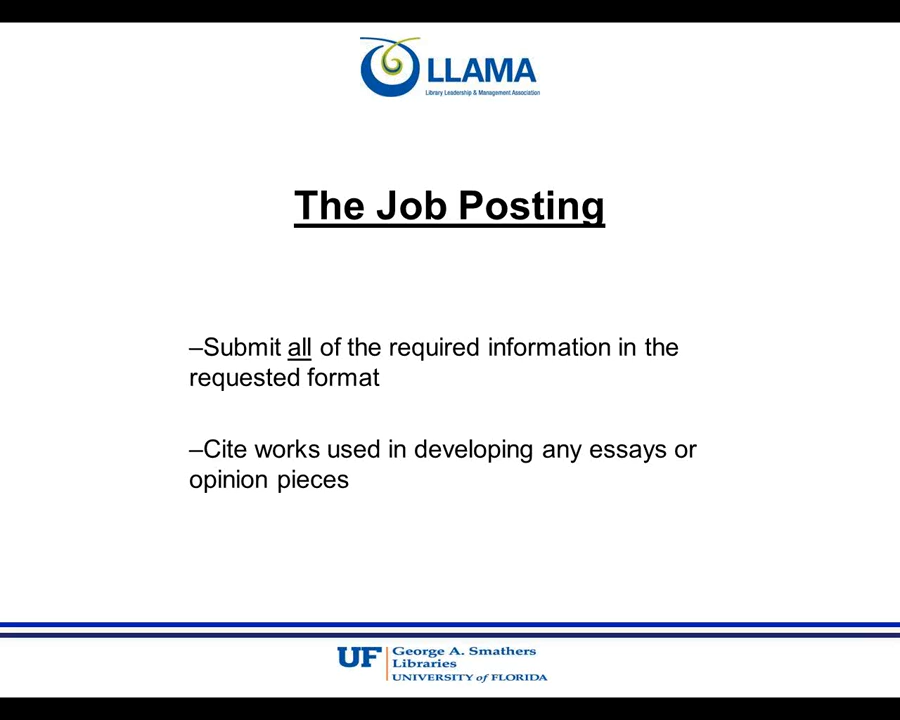 LLAMA
Library Leadership & Management Association
The Job Posting
–Submit all of the required information in the
requested format
–Cite works used in developing any essays or
opinion pieces
UF George A. Smathers
Libraries
UNIVERSITY of FLORIDA